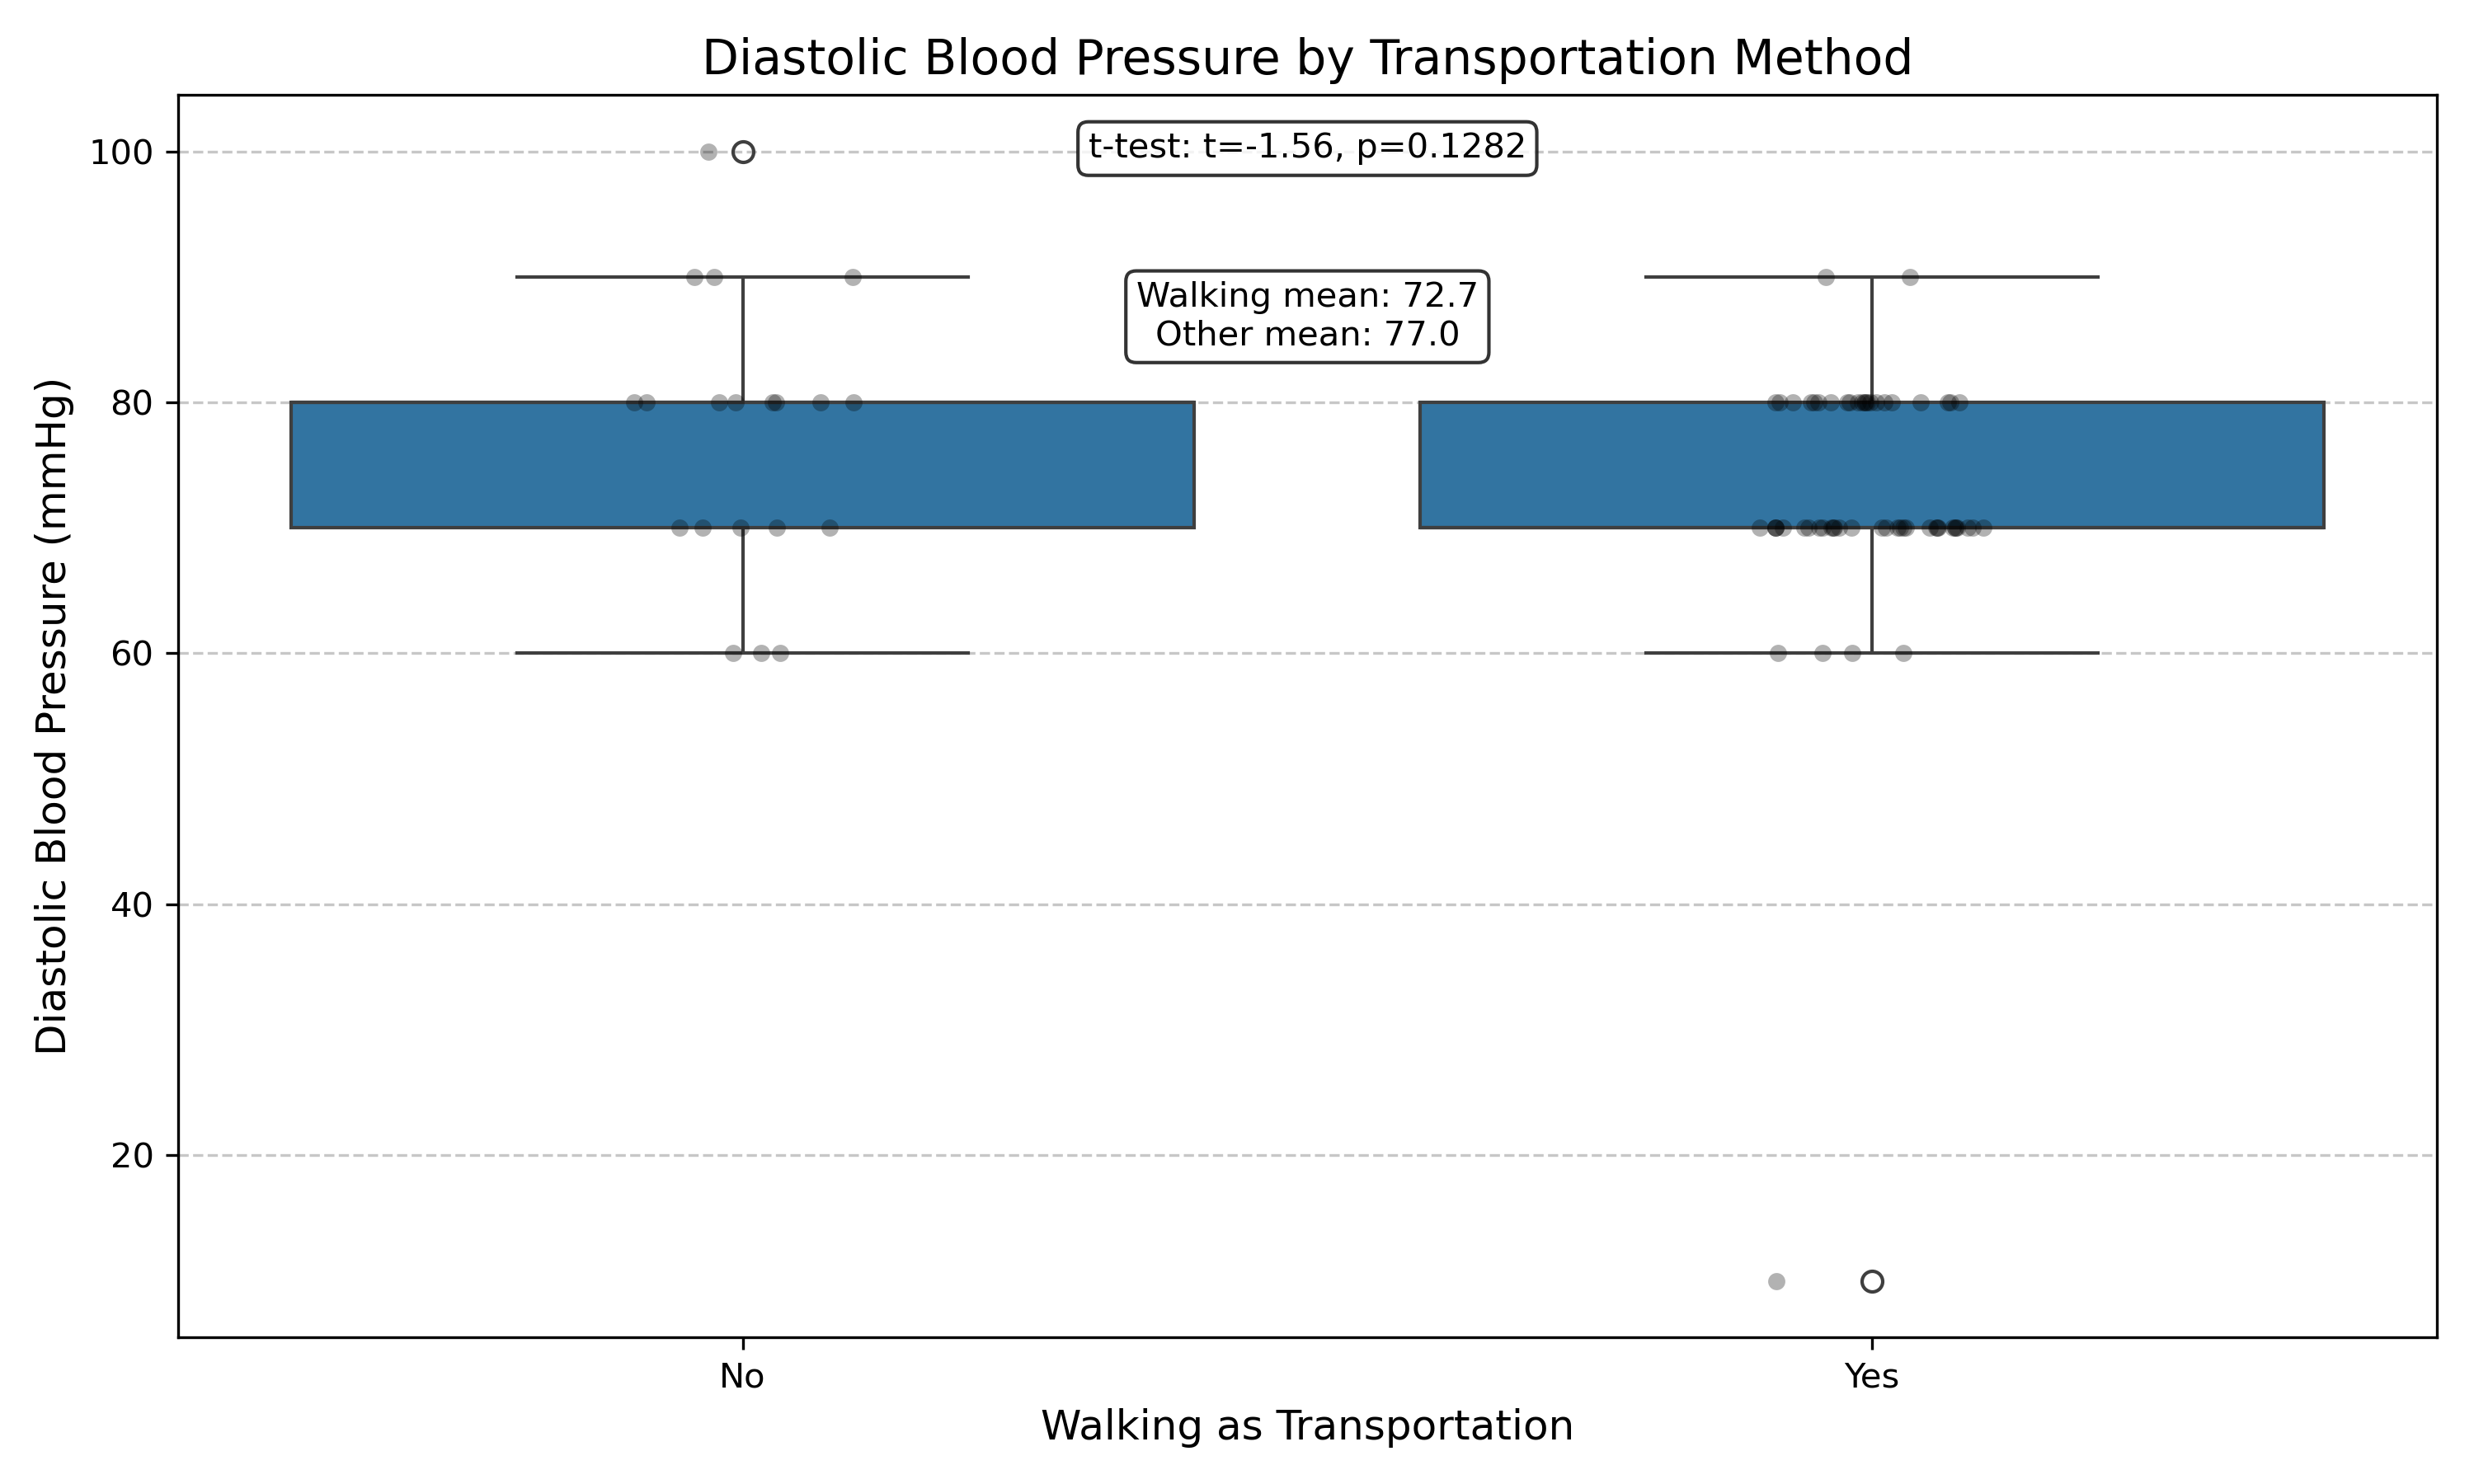 Diastolic Blood Pressure by Transportation Method
t-test: t=-1.56, p=0.1282
Walking mean: 72.7
Other mean: 77.0
Diastolic Blood Pressure (mmHg)
100
80
60
40
20
No
Yes
Walking as Transportation